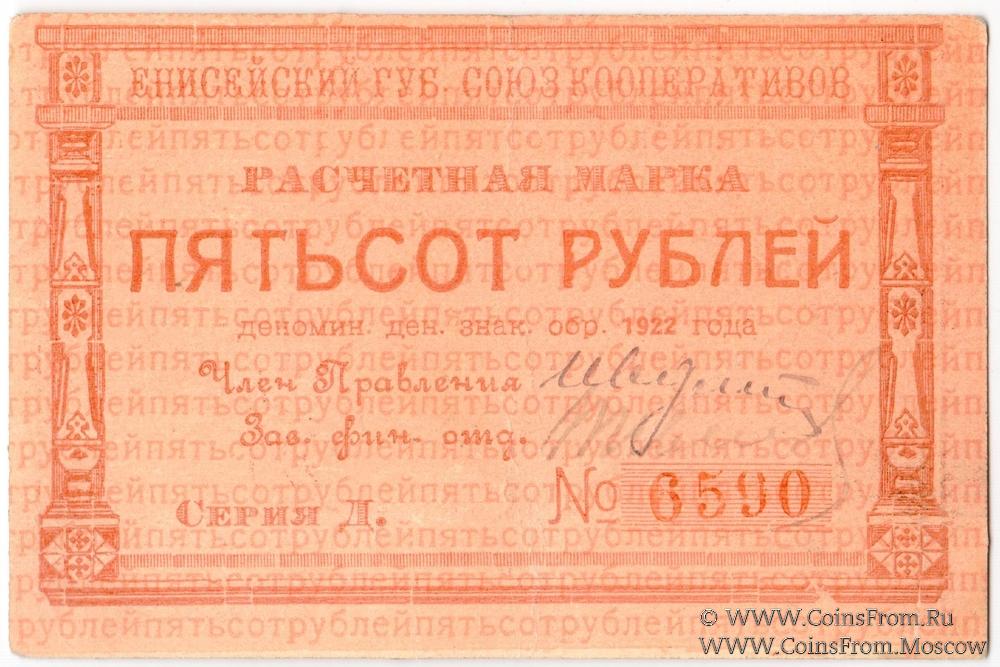 ЕНИСЕЙСКИЙ ГУБ. СОЮЗ КООПЕРАТИВОВ
РАСЧЕТНАЯ МАРКА
ПЯТЬСОТ РУБЛЕЙ
деномин. ден. знак. обр. 1922 года
Член Правления
Зав. фин. отд.
№ 6590
Серия Д.
© WWW.CoinsFrom.Ru
WWW.CoinsFrom.Moscow